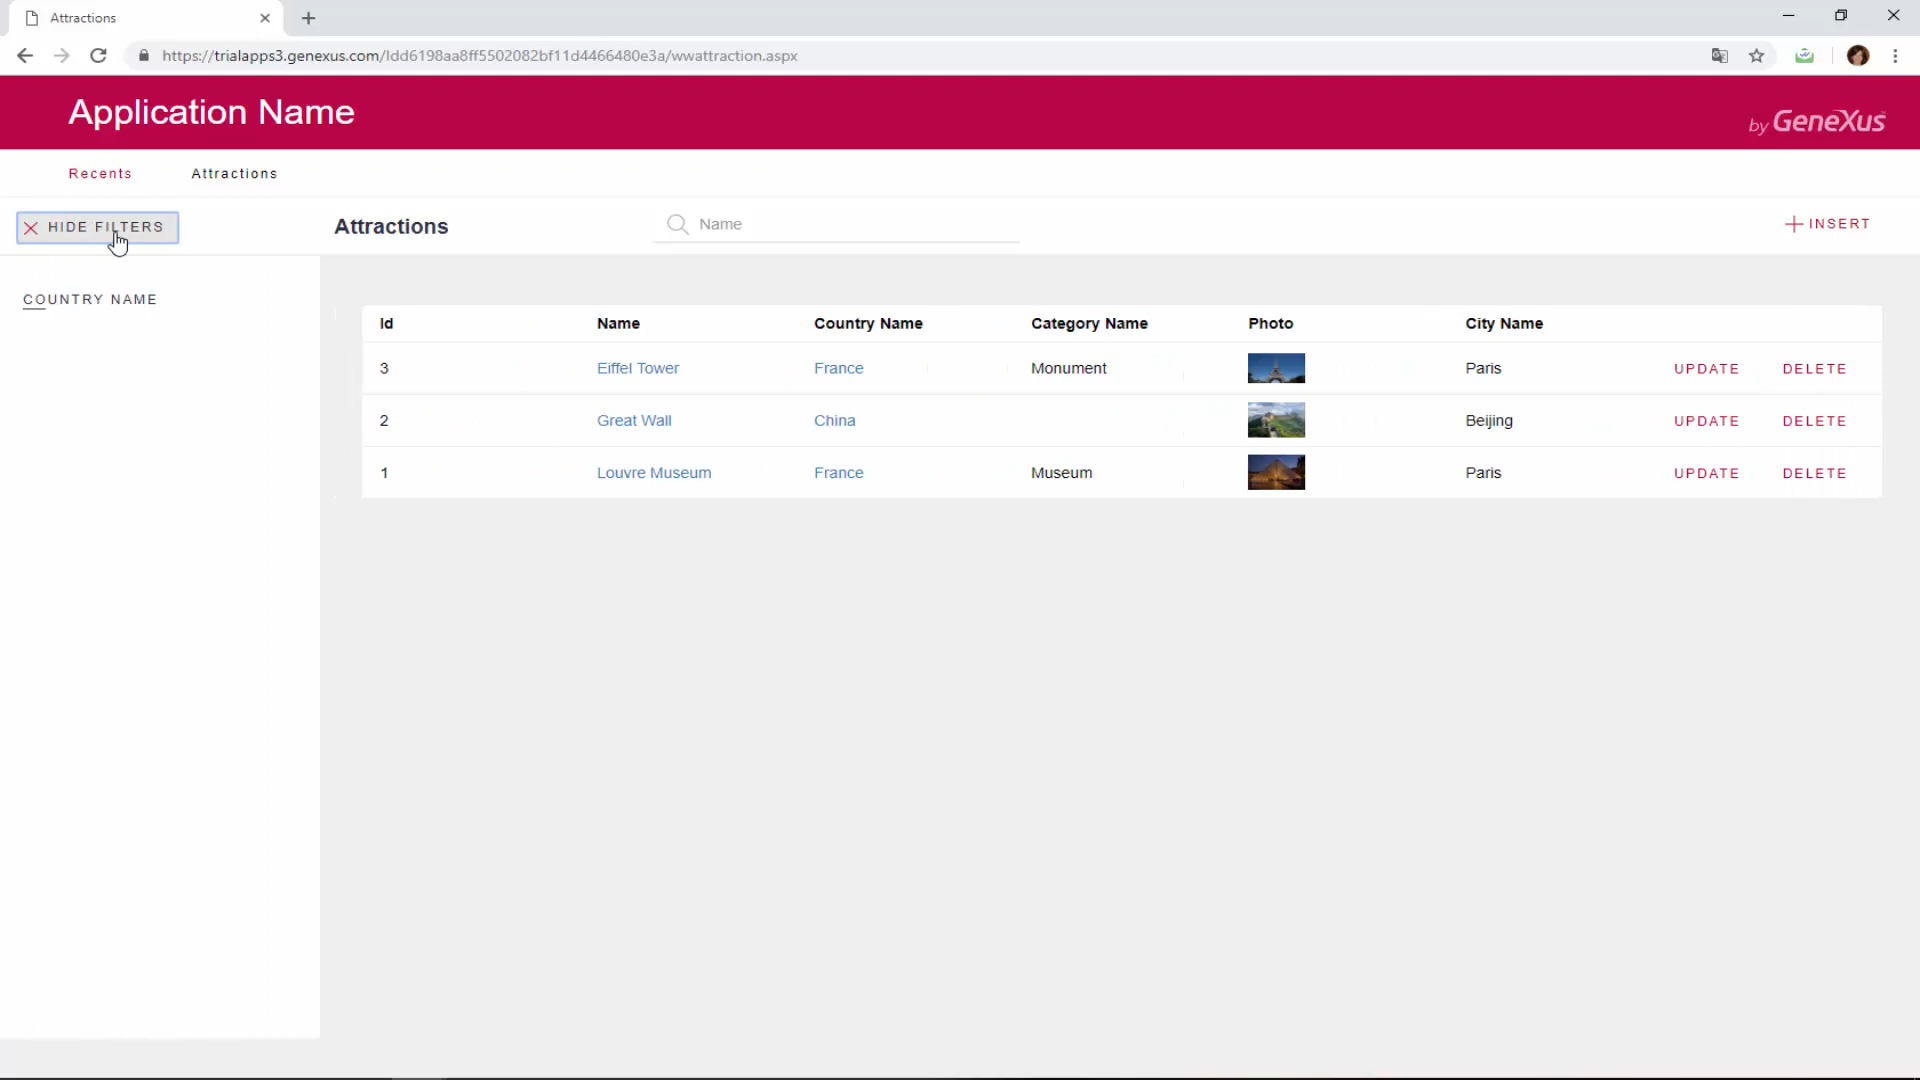 Attractions
https://trialapps3.genexus.com/Idd6198aa8ff5502082bf11d4466480e3a/wwattraction.aspx
Application Name
by GeneXus
Recents Attractions
HIDE FILTERS Attractions Name INSERT
COUNTRY NAME
Id Name Country Name Category Name Photo City Name
3 Eiffel Tower France Monument Paris UPDATE DELETE
2 Great Wall China Beijing UPDATE DELETE
1 Louvre Museum France Museum Paris UPDATE DELETE